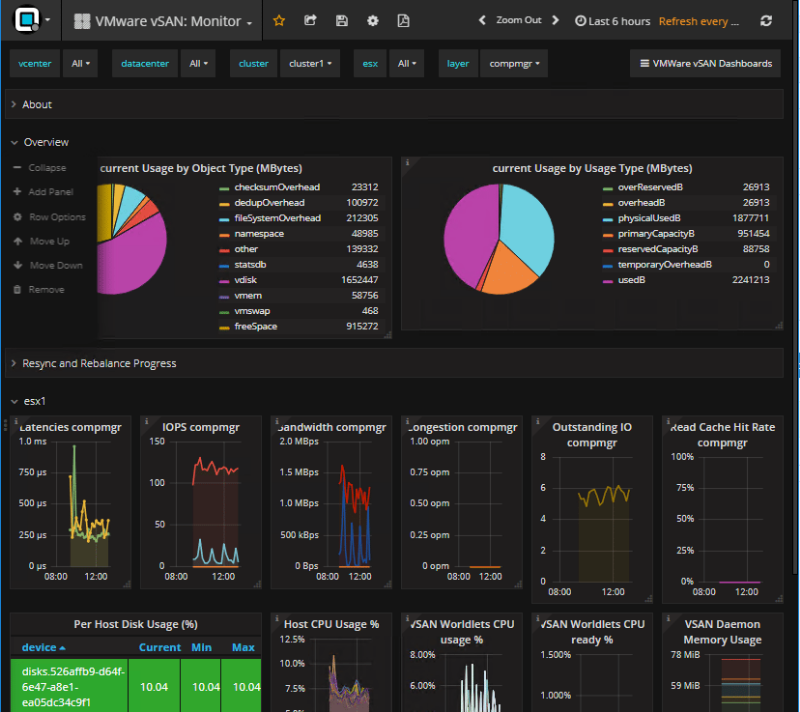 VMware vSAN: Monitor
Zoom Out
Last 6 hours
Refresh every ...
vcenter All
datacenter All
cluster cluster1
esx All
layer compmgr
VMWare vSAN Dashboards
About
Overview
Collapse
Add Panel
Row Options
Move Up
Move Down
Remove
current Usage by Object Type (MBytes)
checksumOverhead 23312
dedupOverhead 100972
fileSystemOverhead 212305
namespace 48985
other 139332
statsdb 4638
vdisk 1652447
vmem 58756
vmswap 468
freeSpace 915272
current Usage by Usage Type (MBytes)
overReservedB 26913
overheadB 26913
physicalUsedB 1877711
primaryCapacityB 951454
reservedCapacityB 88758
temporaryOverheadB 0
usedB 2241213
Resync and Rebalance Progress
esx1
Latencies compmgr
1.0 ms
750 µs
500 µs
250 µs
0 µs
08:00 12:00
IOPS compmgr
150
100
50
0
08:00 12:00
Bandwidth compmgr
2.0 MBps
1.5 MBps
1.0 MBps
500 kBps
0 Bps
08:00 12:00
Congestion compmgr
1.00 opm
0.75 opm
0.50 opm
0.25 opm
0 opm
08:00 12:00
Outstanding IO
compmgr
8
6
4
2
0
08:00 12:00
Read Cache Hit Rate
compmgr
100%
75%
50%
25%
0%
08:00 12:00
Per Host Disk Usage (%)
device Current Min Max
disks.526affb9-d64f-
6e47-a8e1-
ea05dc34c9f1
10.04 10.04 10.04
Host CPU Usage %
12.5%
10.0%
7.5%
VSAN Worldlets CPU
usage %
8.00%
6.00%
VSAN Worldlets CPU
ready %
1.500%
1.000%
VSAN Daemon
Memory Usage
78 MiB
59 MiB